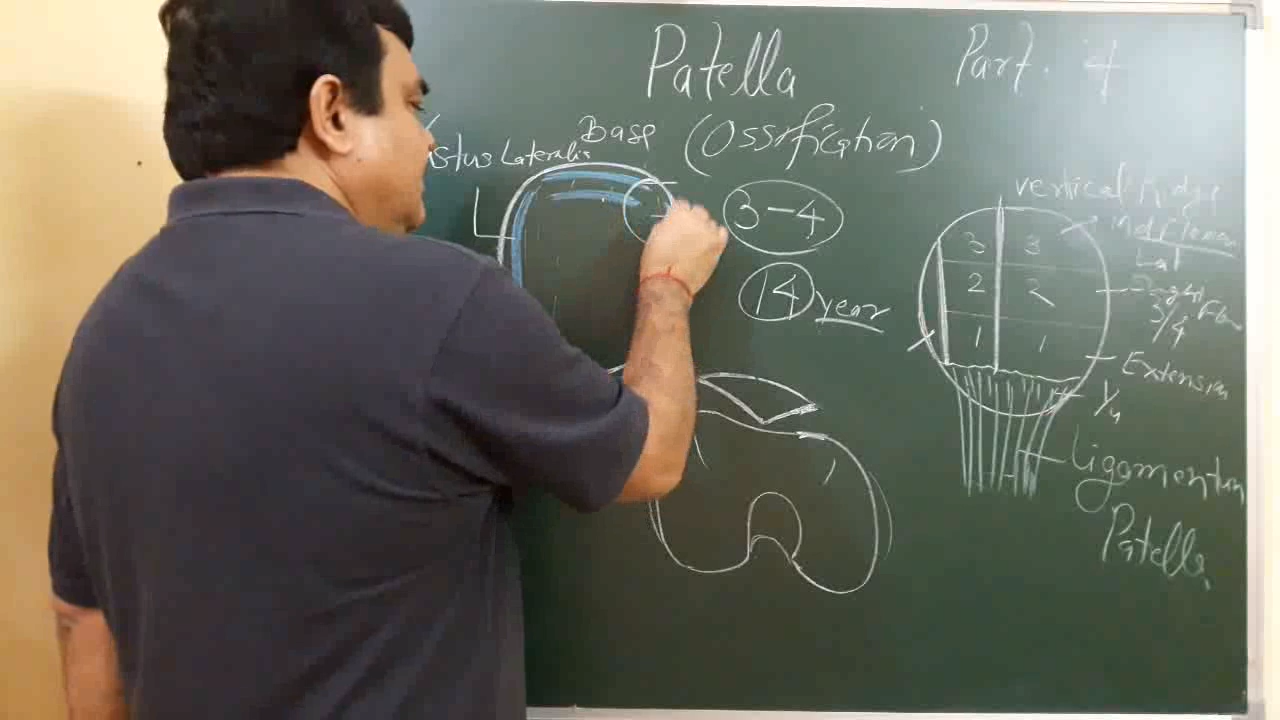 Patella
Part. 4
(Ossification)
Base
stus Lateralis
3-4
14 year
vertical Ridge
Lat
3 3
2 2
1 1
3/4
Extension
1/4
Ligamentum
Patella